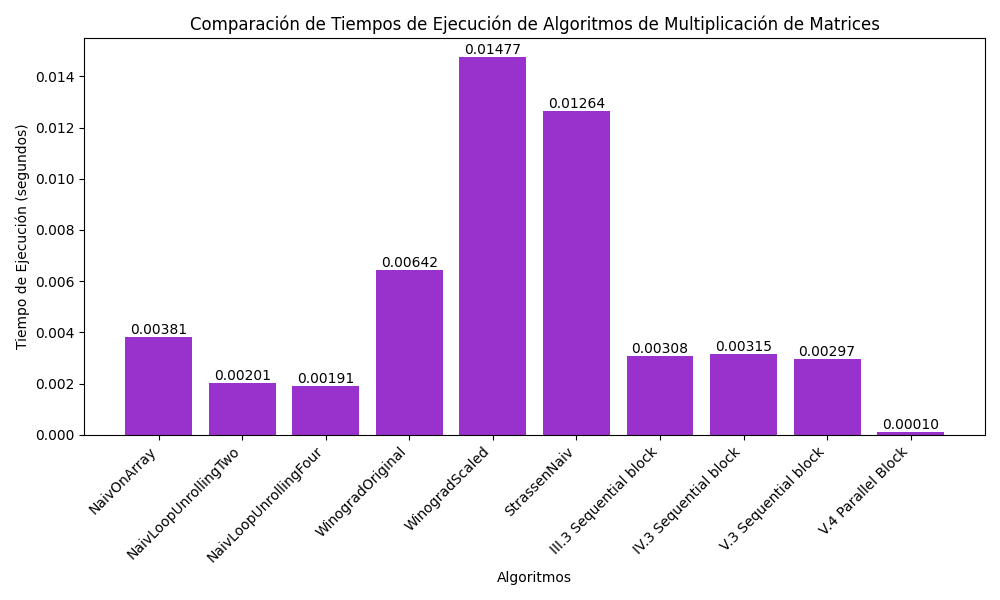 Comparación de Tiempos de Ejecución de Algoritmos de Multiplicación de Matrices
Tiempo de Ejecución (segundos)
0.014
0.012
0.010
0.008
0.006
0.004
0.002
0.000
0.00381
0.00201
0.00191
0.00642
0.01477
0.01264
0.00308
0.00315
0.00297
0.00010
NaivOnArray
NaivLoopUnrollingTwo
NaivLoopUnrollingFour
WinogradOriginal
WinogradScaled
StrassenNaiv
III.3 Sequential block
IV.3 Sequential block
V.3 Sequential block
V.4 Parallel Block
Algoritmos